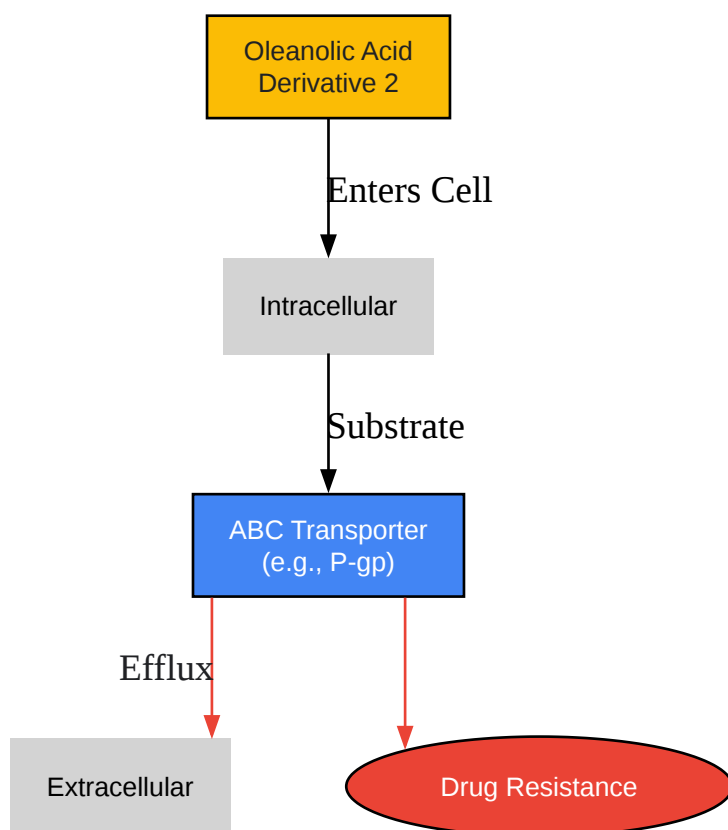 Oleanolic Acid
Derivative 2
Enters Cell
Intracellular
Substrate
ABC Transporter
(e.g., P-gp)
Efflux
Extracellular
Drug Resistance